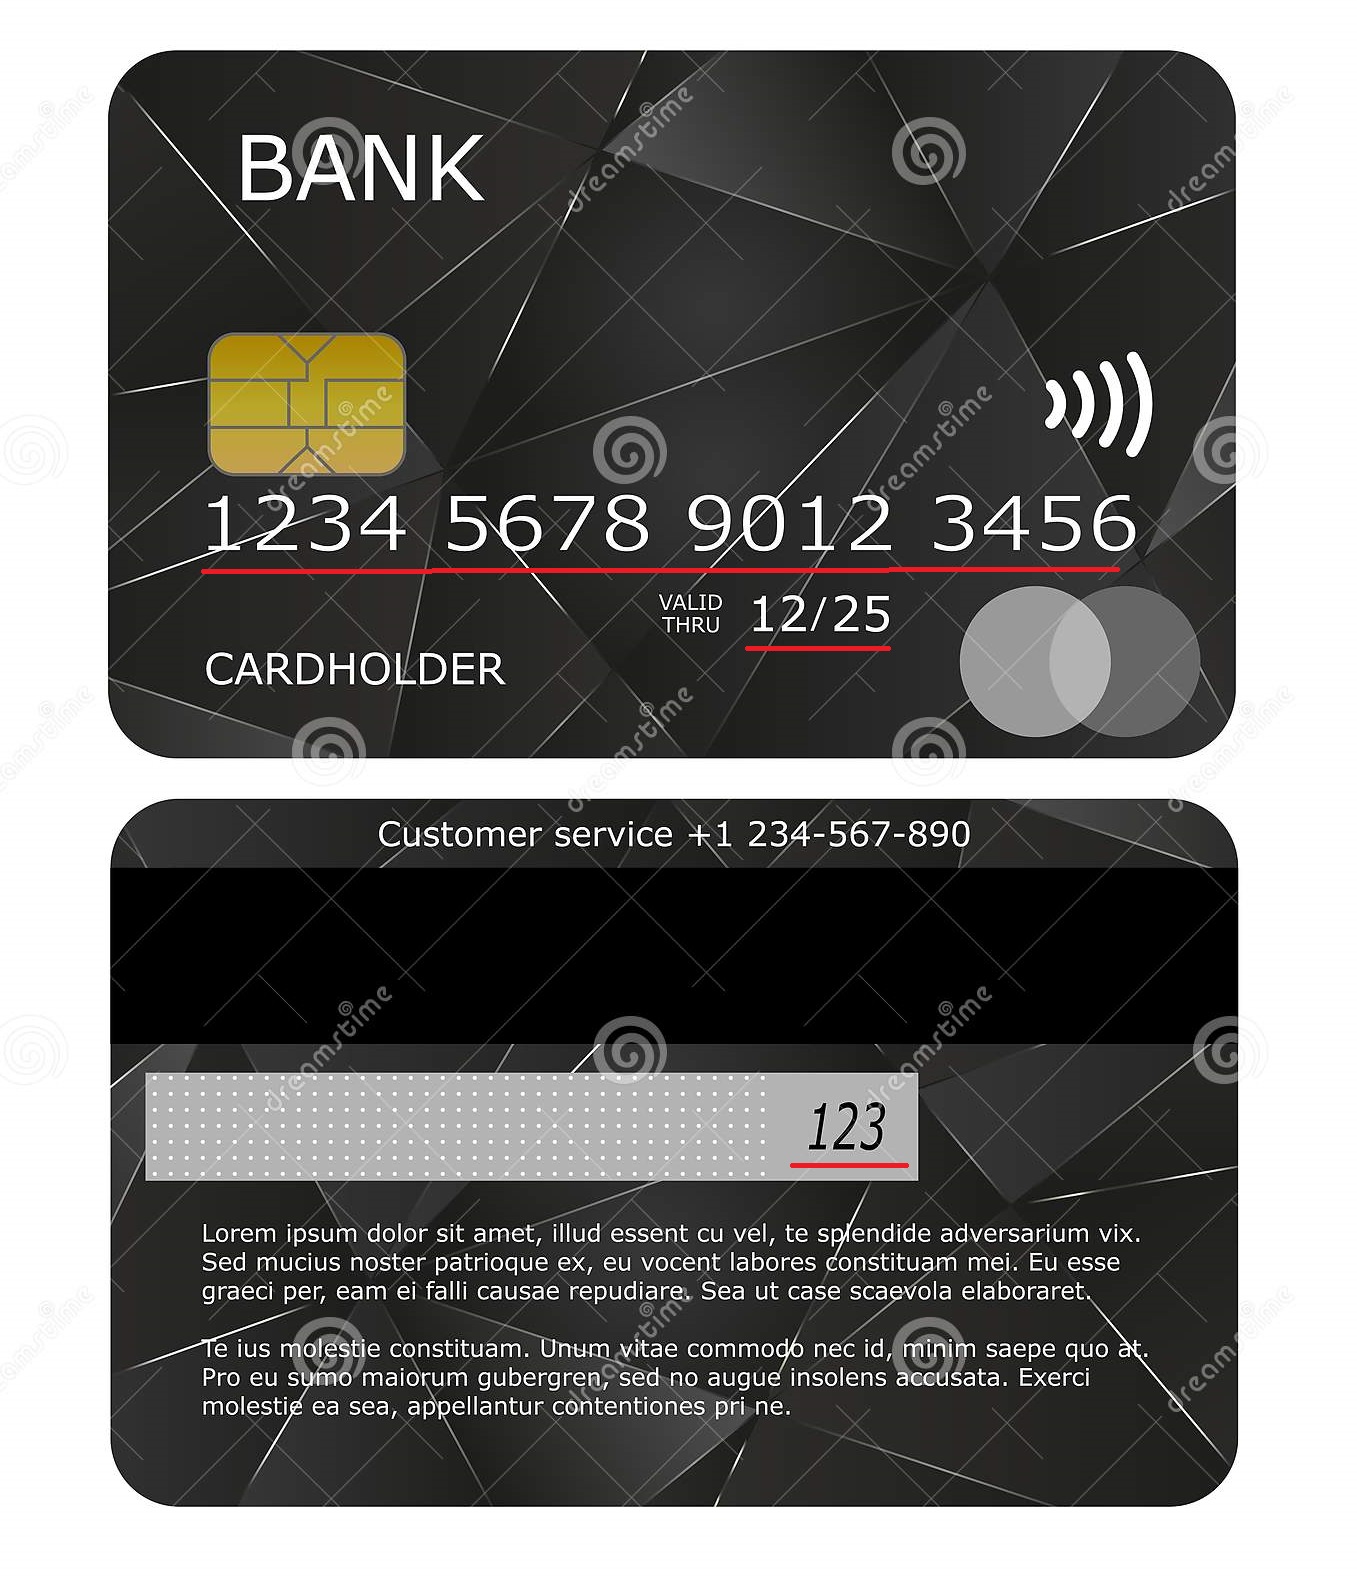 BANK
1234 5678 9012 3456
VALID
THRU
12/25
CARDHOLDER
Customer service +1 234-567-890
123
Lorem ipsum dolor sit amet, illud essent cu vel, te splendide adversarium vix.
Sed mucius noster patrioque ex, eu vocent labores constituam mei. Eu esse
graeci per, eam ei falli causae repudiare. Sea ut case scaevola elaboraret.
Te ius molestie constituam. Unum vitae commodo nec id, minim saepe quo at.
Pro eu sumo maiorum gubergren, sed no augue insolens accusata. Exerci
molestie ea sea, appellantur contentiones pri ne.
dreamstime